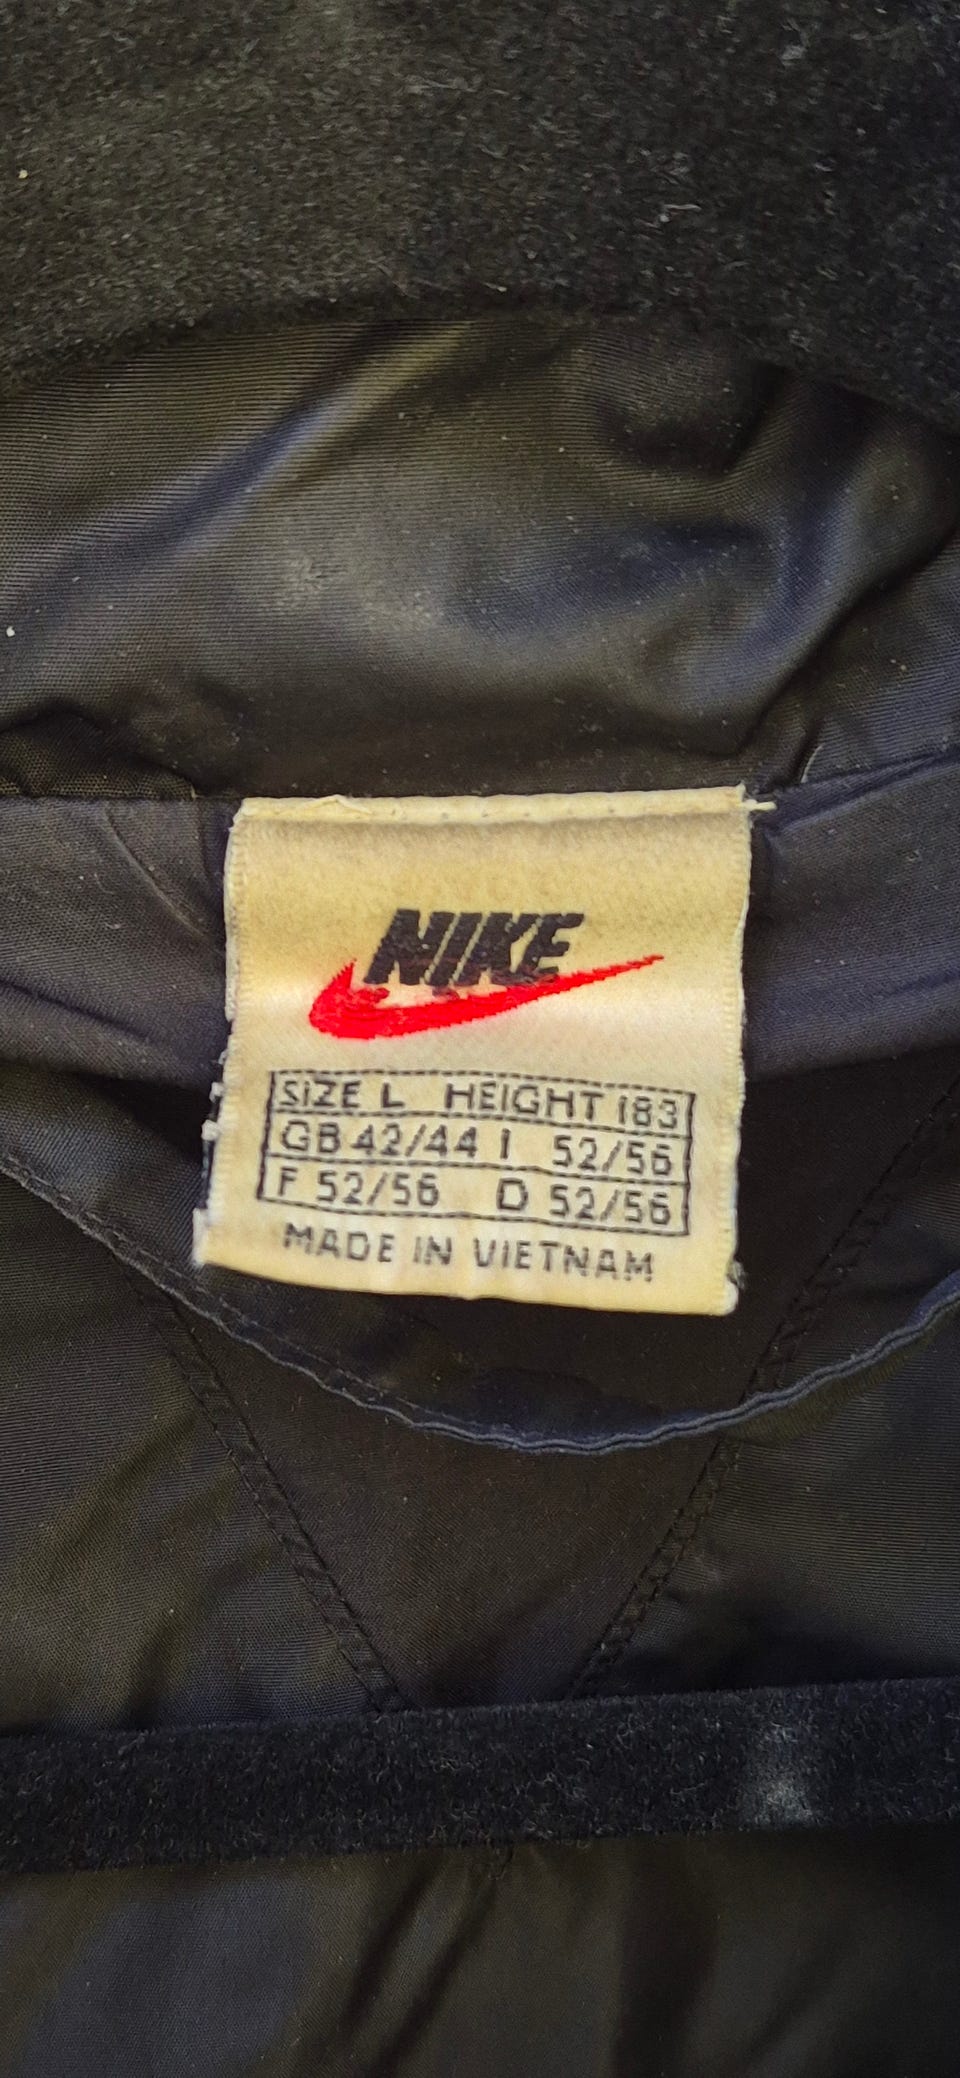 NIKE
SIZE L HEIGHT 183
GB 42/44 I 52/56
F 52/56 D 52/56
MADE IN VIETNAM